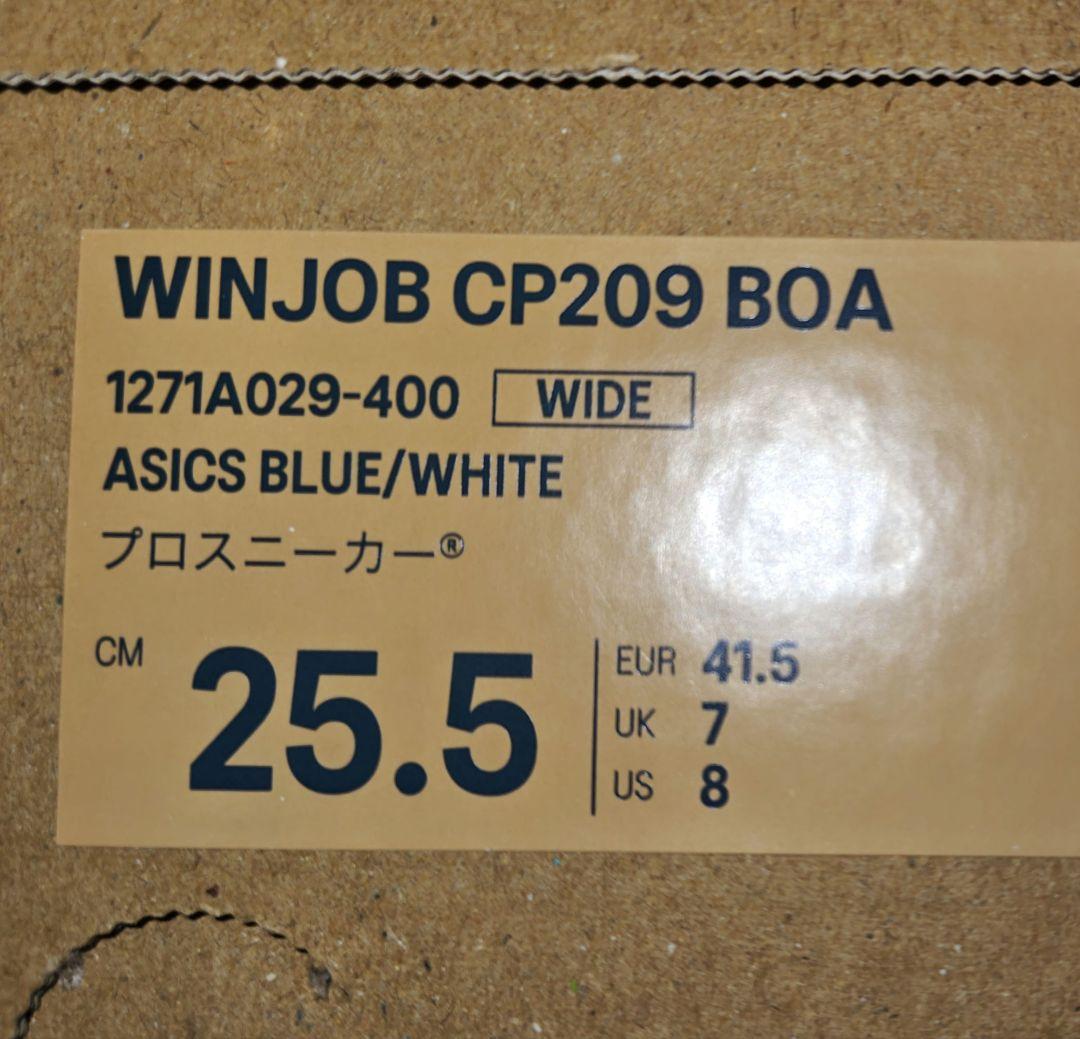 WINJOB CP209 BOA
1271A029-400 WIDE
ASICS BLUE/WHITE
プロスニーカー®
CM 25.5
EUR 41.5
UK 7
US 8